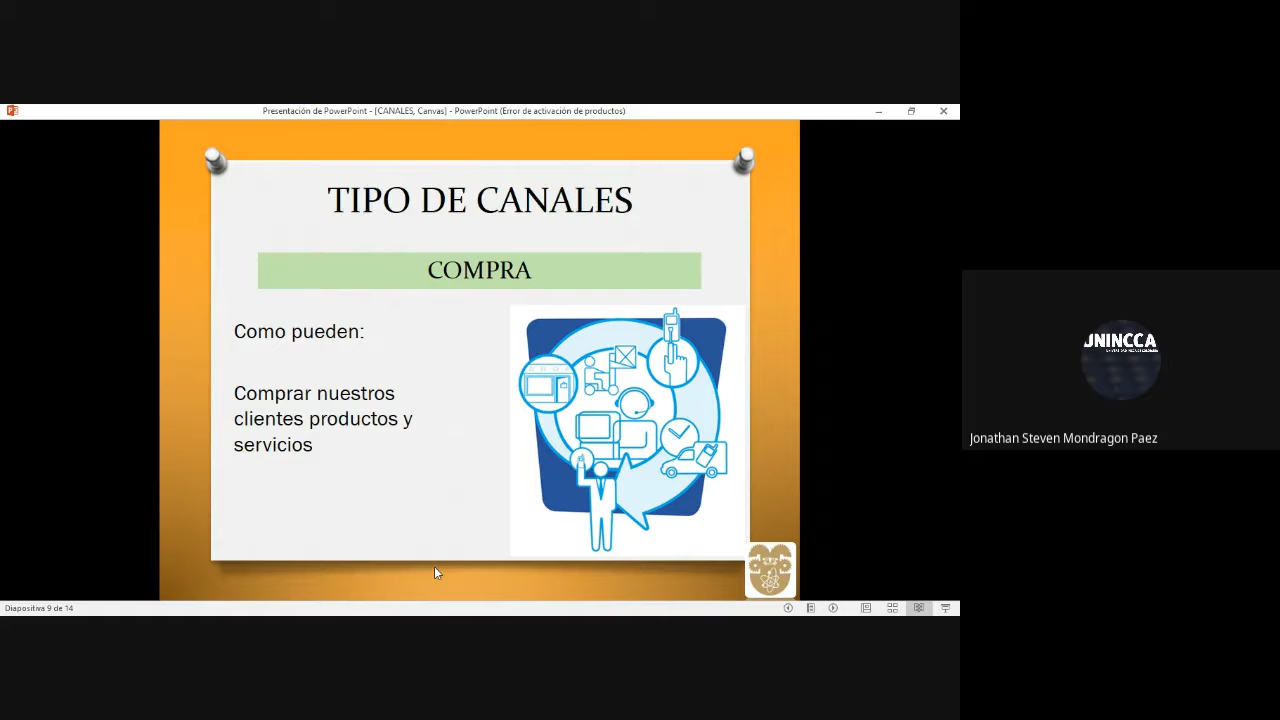 Presentación de PowerPoint - [CANALES, Canvas] - PowerPoint (Error de activación de productos)
TIPO DE CANALES
COMPRA
Como pueden:
Comprar nuestros
clientes productos y
servicios
Diapositiva 9 de 14
UNINCCA
Jonathan Steven Mondragon Paez